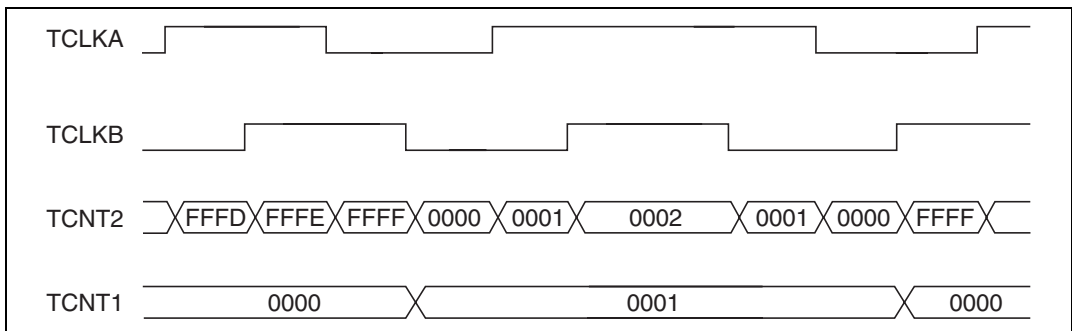 TCLKA
TCLKB
TCNT2 FFFD FFFE FFFF 0000 0001 0002 0001 0000 FFFF
TCNT1 0000 0001 0000